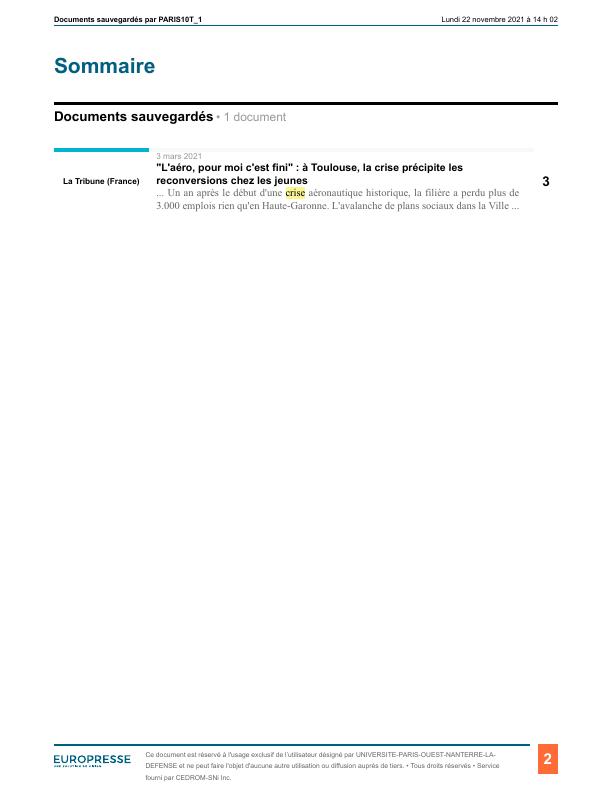 Documents sauvegardés par PARIS10T_1
Lundi 22 novembre 2021 à 14 h 02
Sommaire
Documents sauvegardés • 1 document
3 mars 2021
"L'aéro, pour moi c'est fini" : à Toulouse, la crise précipite les
reconversions chez les jeunes
La Tribune (France)
3
... Un an après le début d'une crise aéronautique historique, la filière a perdu plus de
3.000 emplois rien qu'en Haute-Garonne. L'avalanche de plans sociaux dans la Ville ...
EUROPRESSE
Ce document est réservé à l'usage exclusif de l'utilisateur désigné par UNIVERSITE-PARIS-OUEST-NANTERRE-LA-
DEFENSE et ne peut faire l'objet d'aucune autre utilisation ou diffusion auprès de tiers. • Tous droits réservés • Service
fourni par CEDROM-SNi Inc.
2